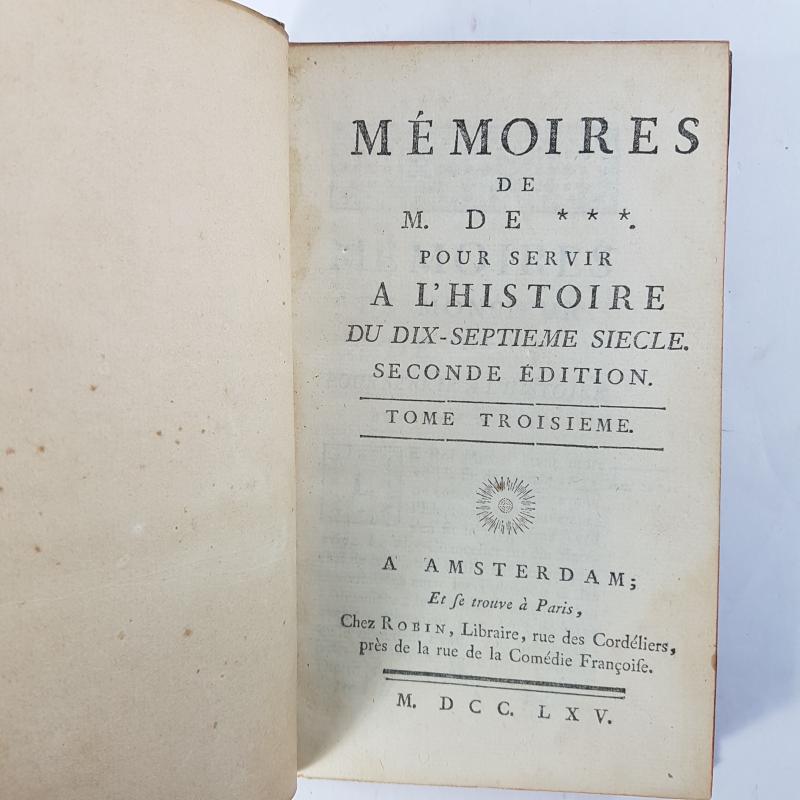 MÉMOIRES
DE
M. DE ***.
POUR SERVIR
A L'HISTOIRE
DU DIX-SEPTIEME SIECLE.
SECONDE ÉDITION.
TOME TROISIEME.
A AMSTERDAM;
Et ſe trouve à Paris,
Chez ROBIN, Libraire, rue des Cordéliers,
près de la rue de la Comédie Françoiſe.
M. DCC. LXV.